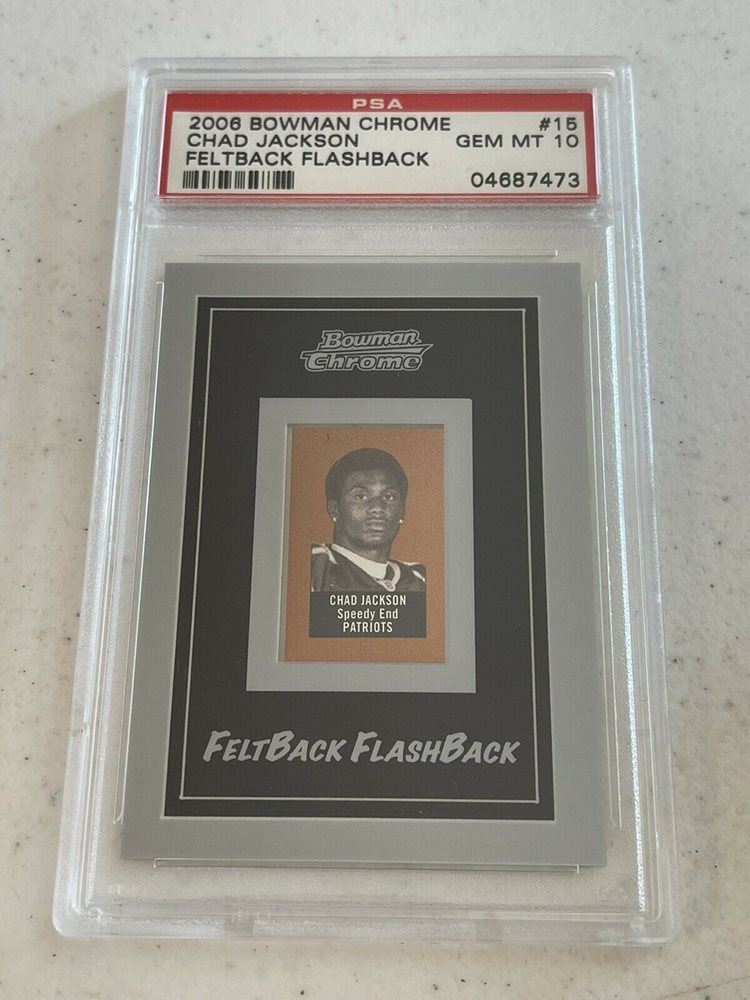 PSA
2006 BOWMAN CHROME #15
CHAD JACKSON GEM MT 10
FELTBACK FLASHBACK
04687473
Bowman
Chrome
CHAD JACKSON
Speedy End
PATRIOTS
FELTBACK FLASHBACK